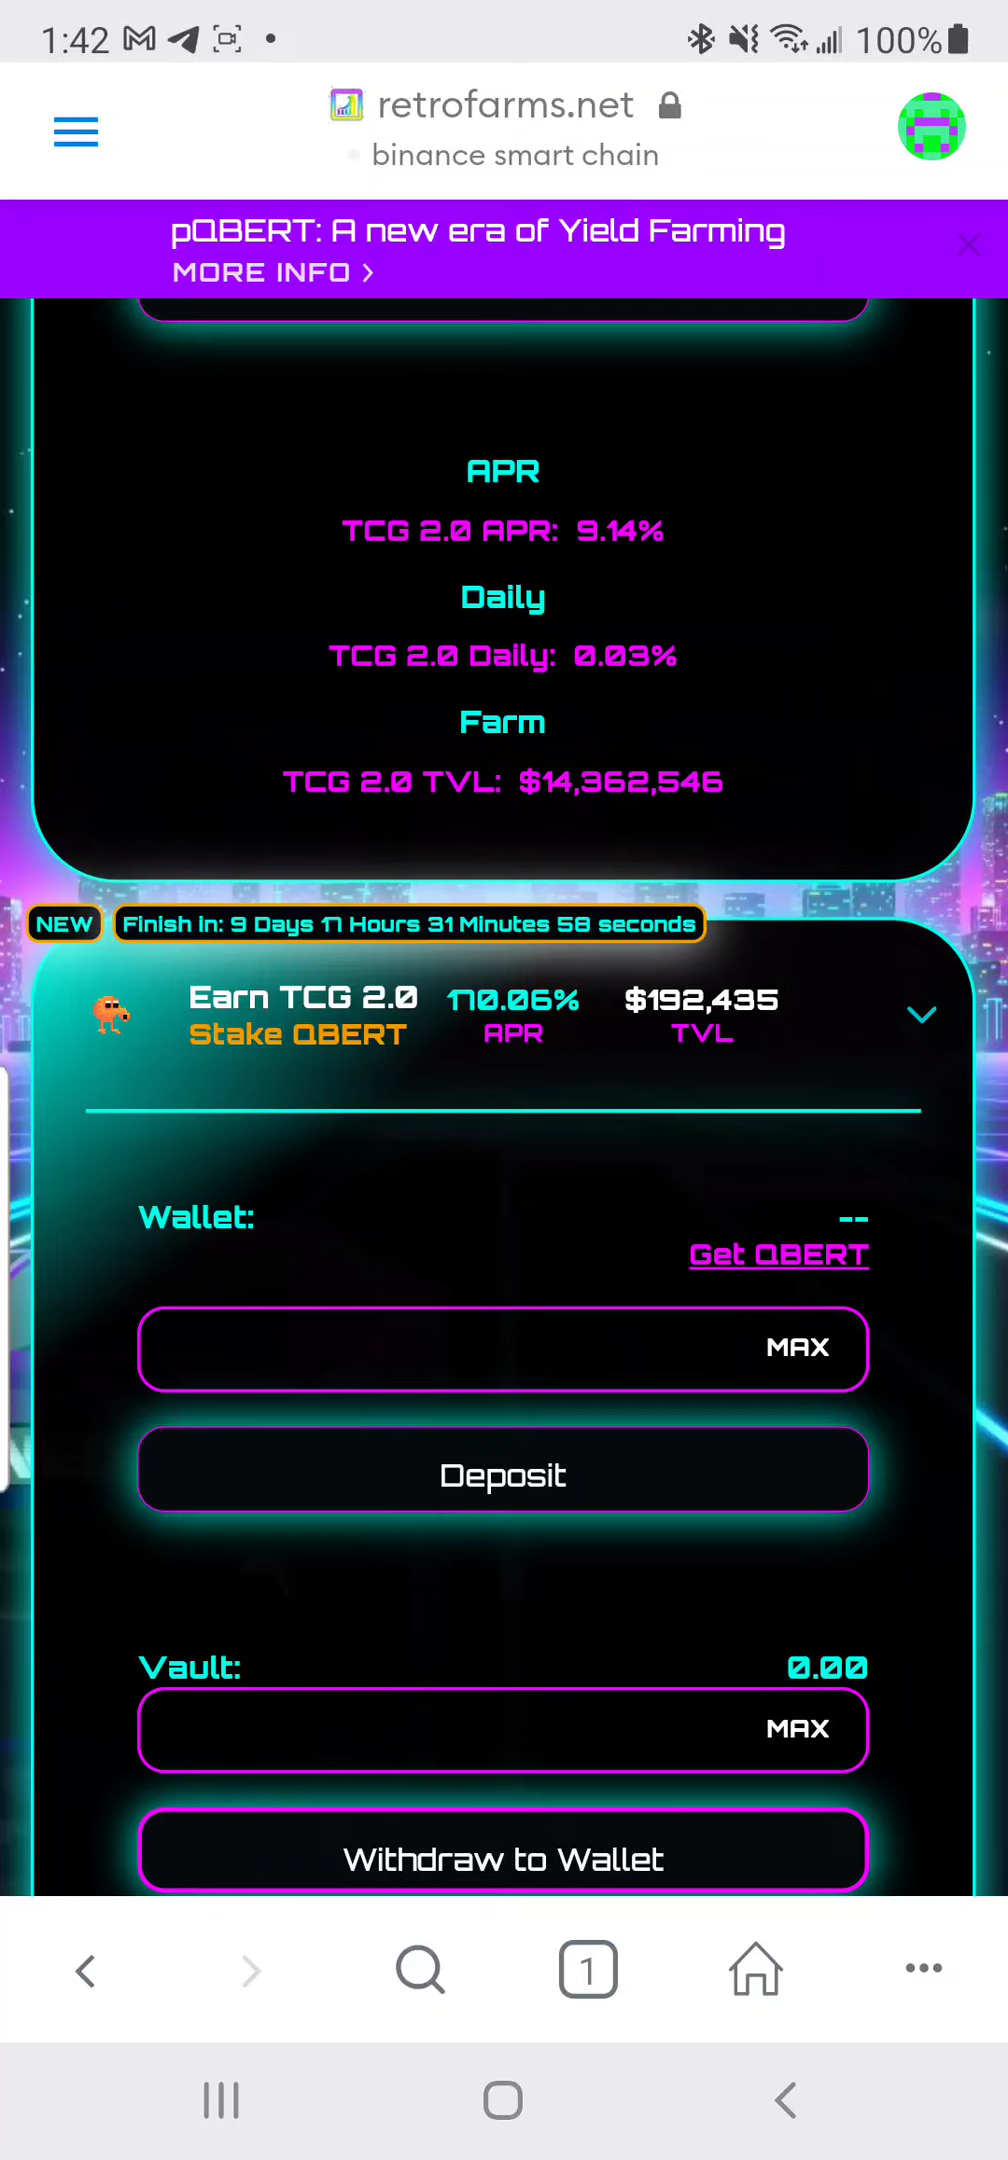 1:42 100%
retrofarms.net
binance smart chain
pQBERT: A new era of Yield Farming
MORE INFO >
APR
TCG 2.0 APR: 9.14%
Daily
TCG 2.0 Daily: 0.03%
Farm
TCG 2.0 TVL: $14,362,546
NEW Finish in: 9 Days 17 Hours 31 Minutes 58 seconds
Earn TCG 2.0 170.06% $192,435
Stake QBERT APR TVL
Wallet: --
Get QBERT
MAX
Deposit
Vault: 0.00
MAX
Withdraw to Wallet
1